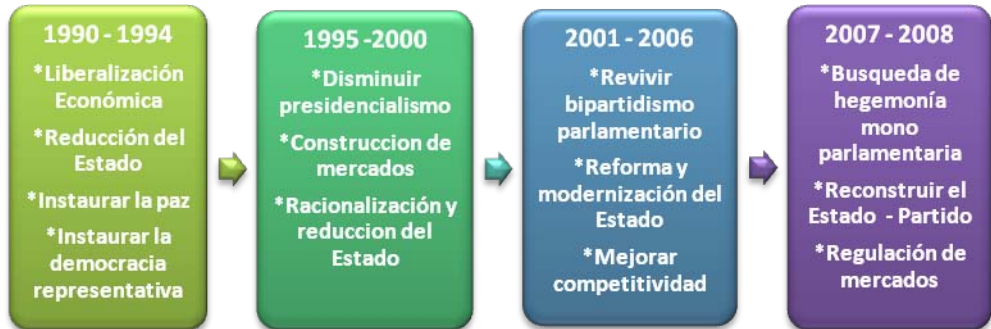 1990 - 1994
*Liberalización
Económica
*Reducción del
Estado
*Instaurar la paz
*Instaurar la
democracia
representativa
1995 -2000
*Disminuir
presidencialismo
*Construccion de
mercados
*Racionalización y
reduccion del
Estado
2001 - 2006
*Revivir
bipartidismo
parlamentario
*Reforma y
modernización del
Estado
*Mejorar
competitividad
2007 - 2008
*Busqueda de
hegemonía
mono
parlamentaria
*Reconstruir el
Estado - Partido
*Regulación de
mercados